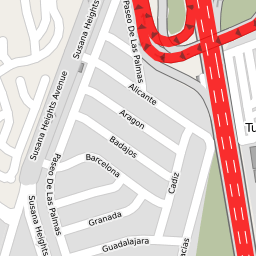 Susana Heights
Paseo De Las Palmas
Alicante
Aragon
Susana Heights Avenue
Badajos
Barcelona
Paseo De Las Palmas
Cadiz
Susana Heights
Granada
Guadalajara
acias
Tu